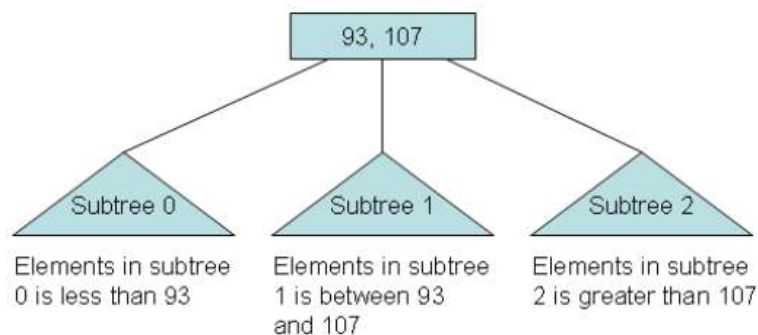 93, 107
Subtree 0
Subtree 1
Subtree 2
Elements in subtree
0 is less than 93
Elements in subtree
1 is between 93
and 107
Elements in subtree
2 is greater than 107